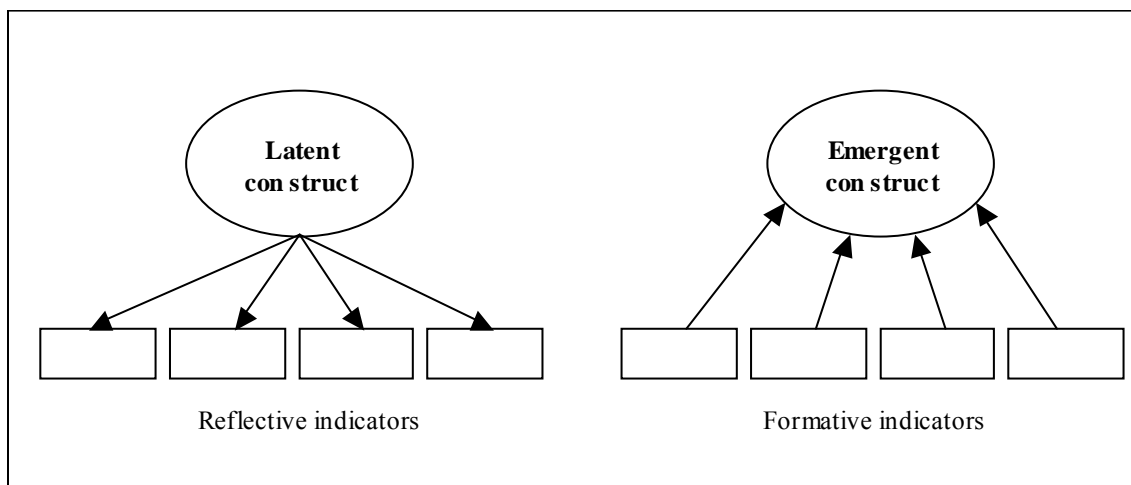 Latent
con struct
Emergent
con struct
Reflective indicators
Formative indicators